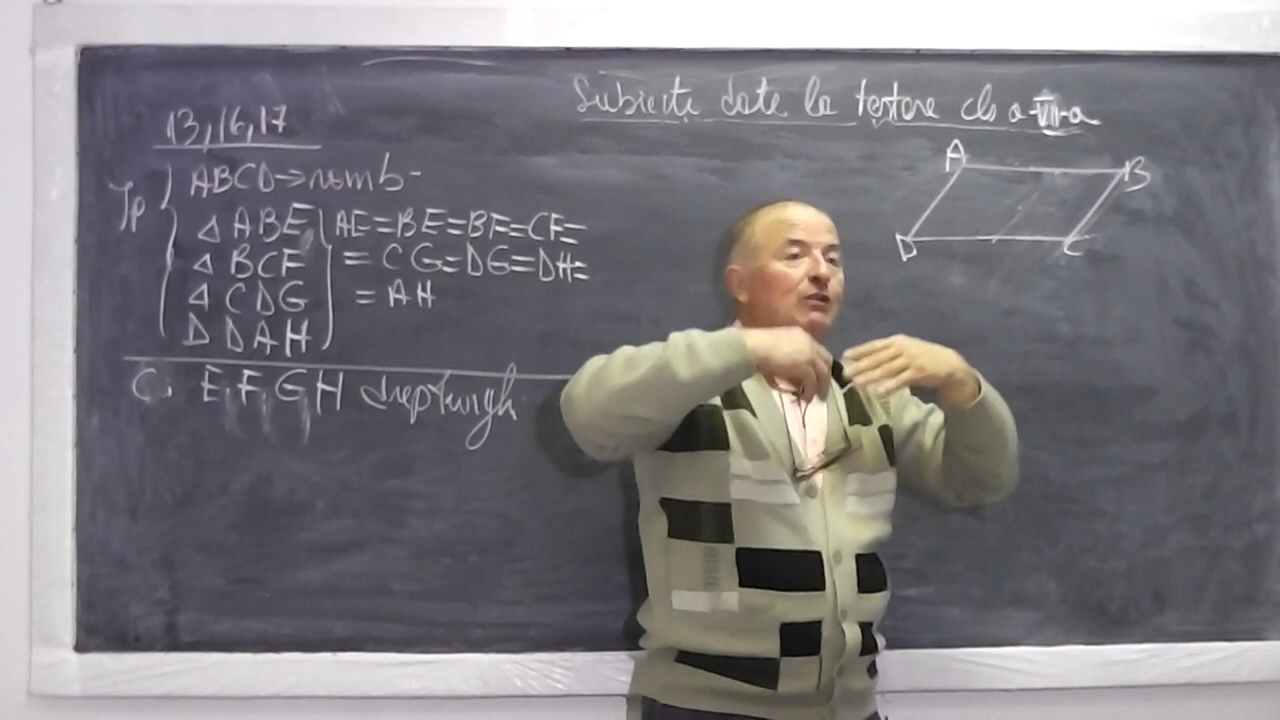 Subiecte date la testare cls a-VII-a
13,16,17
Ip
ABCD→romb
Δ ABE AE=BE=BF=CF=
Δ BCF = CG=DG=DH=
Δ CDG = AH
Δ DAH
C. E,F,G,H dreptungh
A
B
D
C